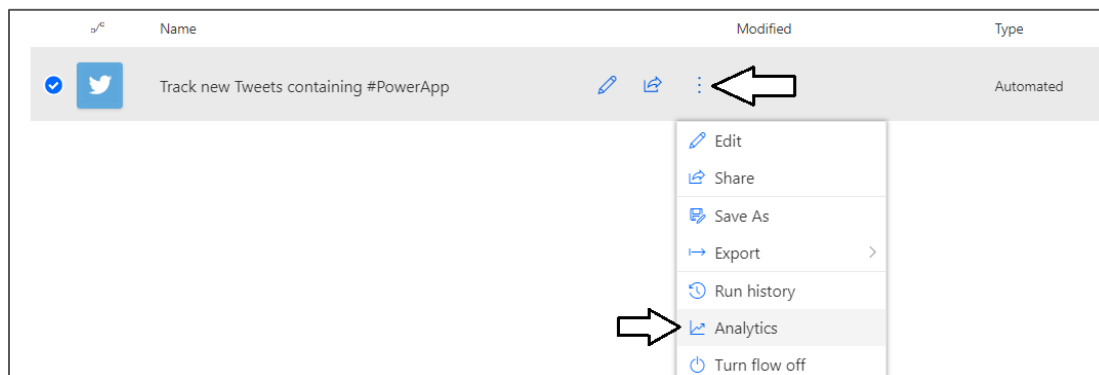 Name Modified Type
Track new Tweets containing #PowerApp Automated
Edit
Share
Save As
Export
Run history
Analytics
Turn flow off